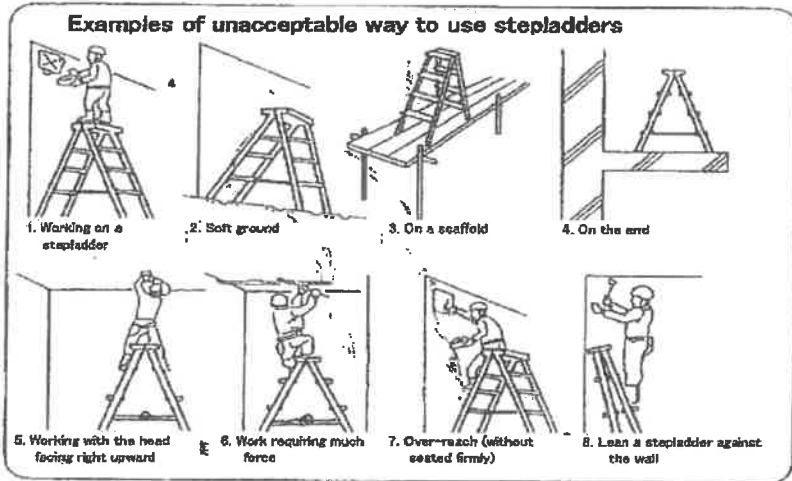 Examples of unacceptable way to use stepladders
1. Working on a
stepladder
2. Soft ground
3. On a scaffold
4. On the end
5. Working with the head
facing right upward
6. Work requiring much
force
7. Over-reach (without
seated firmly)
8. Lean a stepladder against
the wall